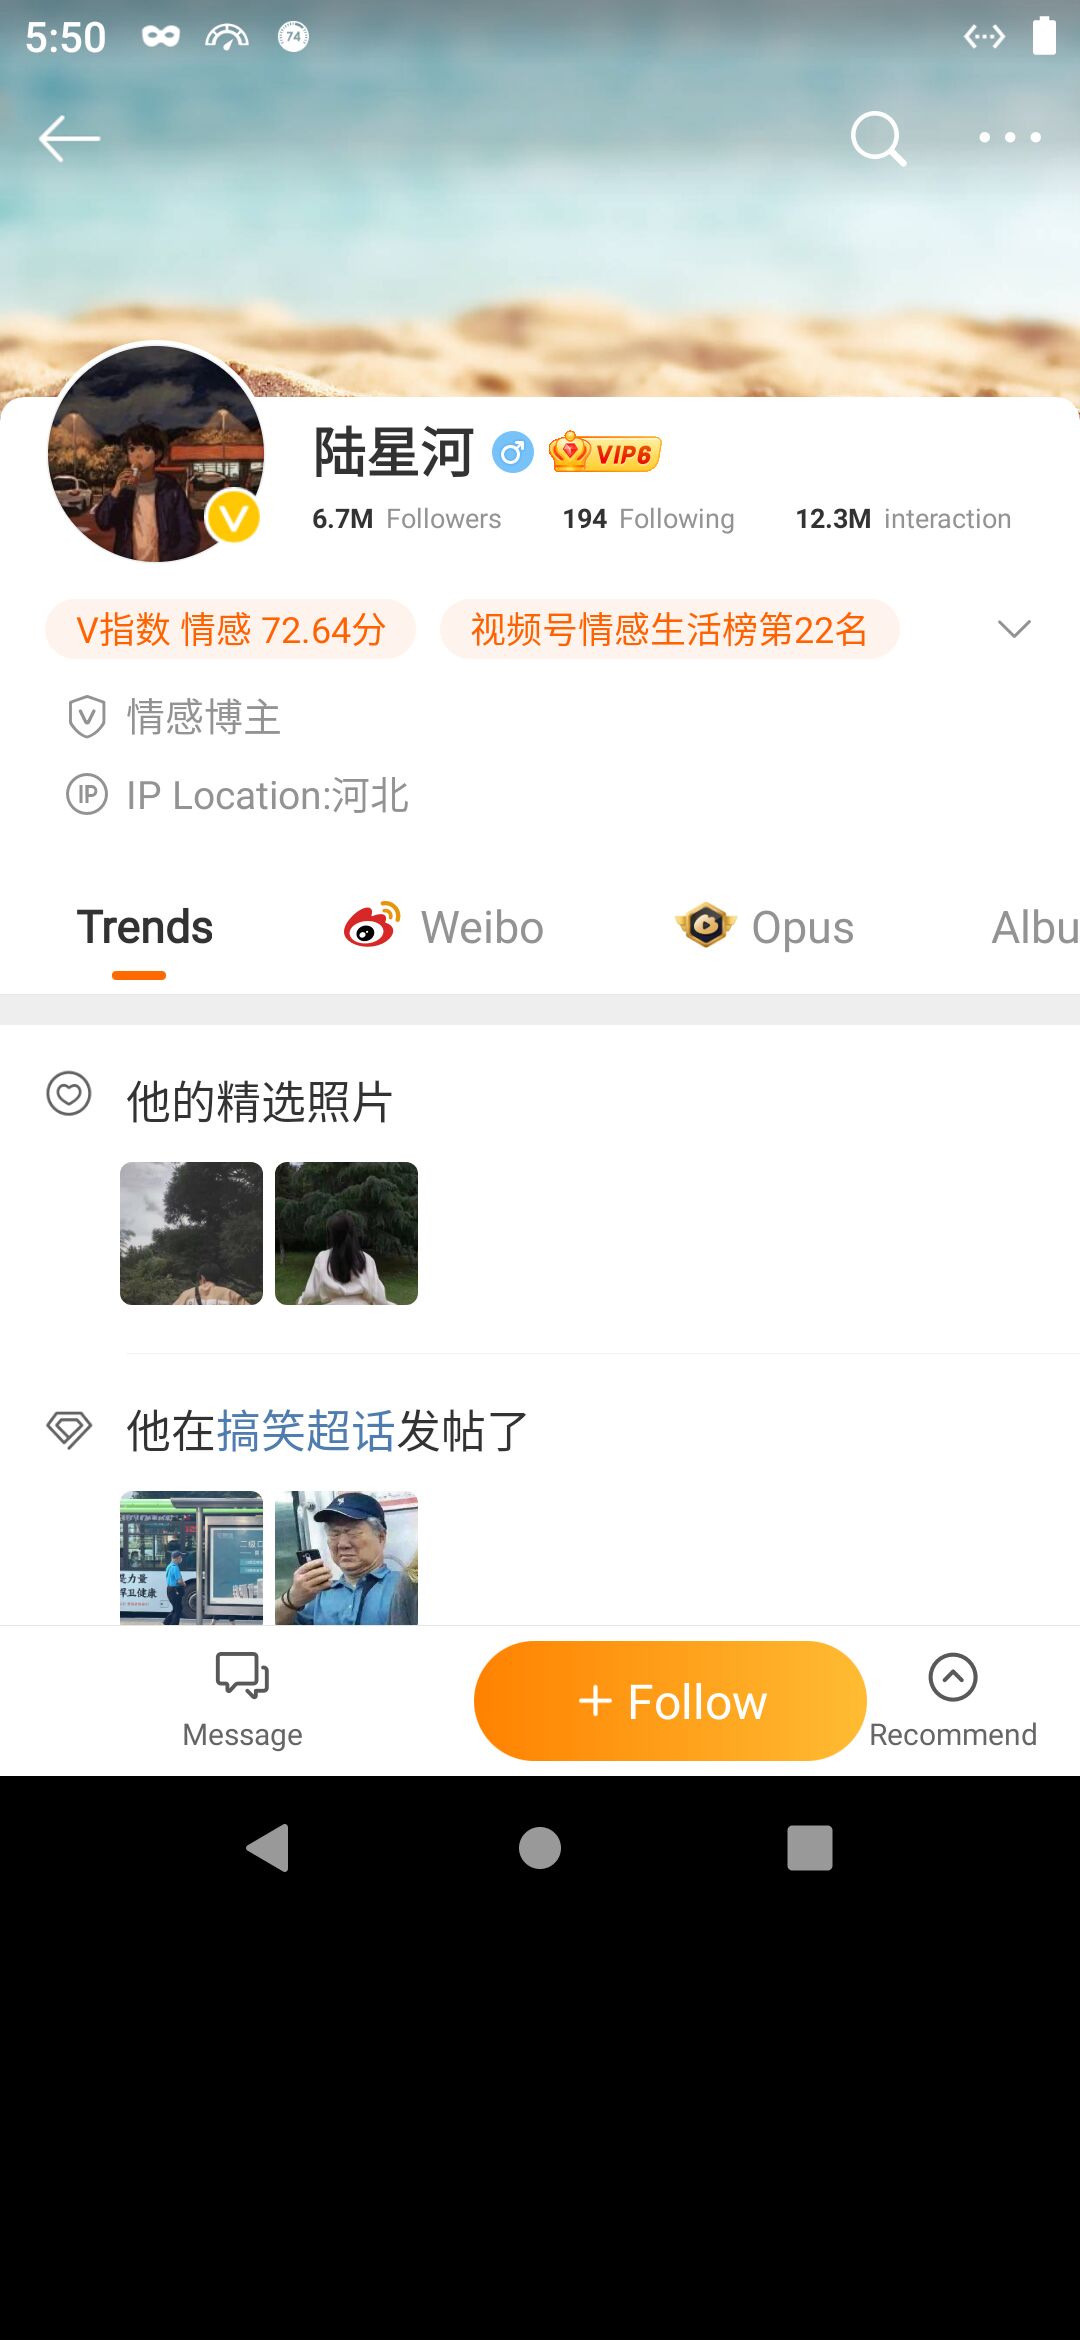 5:50
74
陆星河
VIP6
6.7M Followers 194 Following 12.3M interaction
V指数 情感 72.64分
视频号情感生活榜第22名
情感博主
IP Location:河北
Trends
Weibo
Opus
Albu
他的精选照片
他在搞笑超话发帖了
Message
+ Follow
Recommend